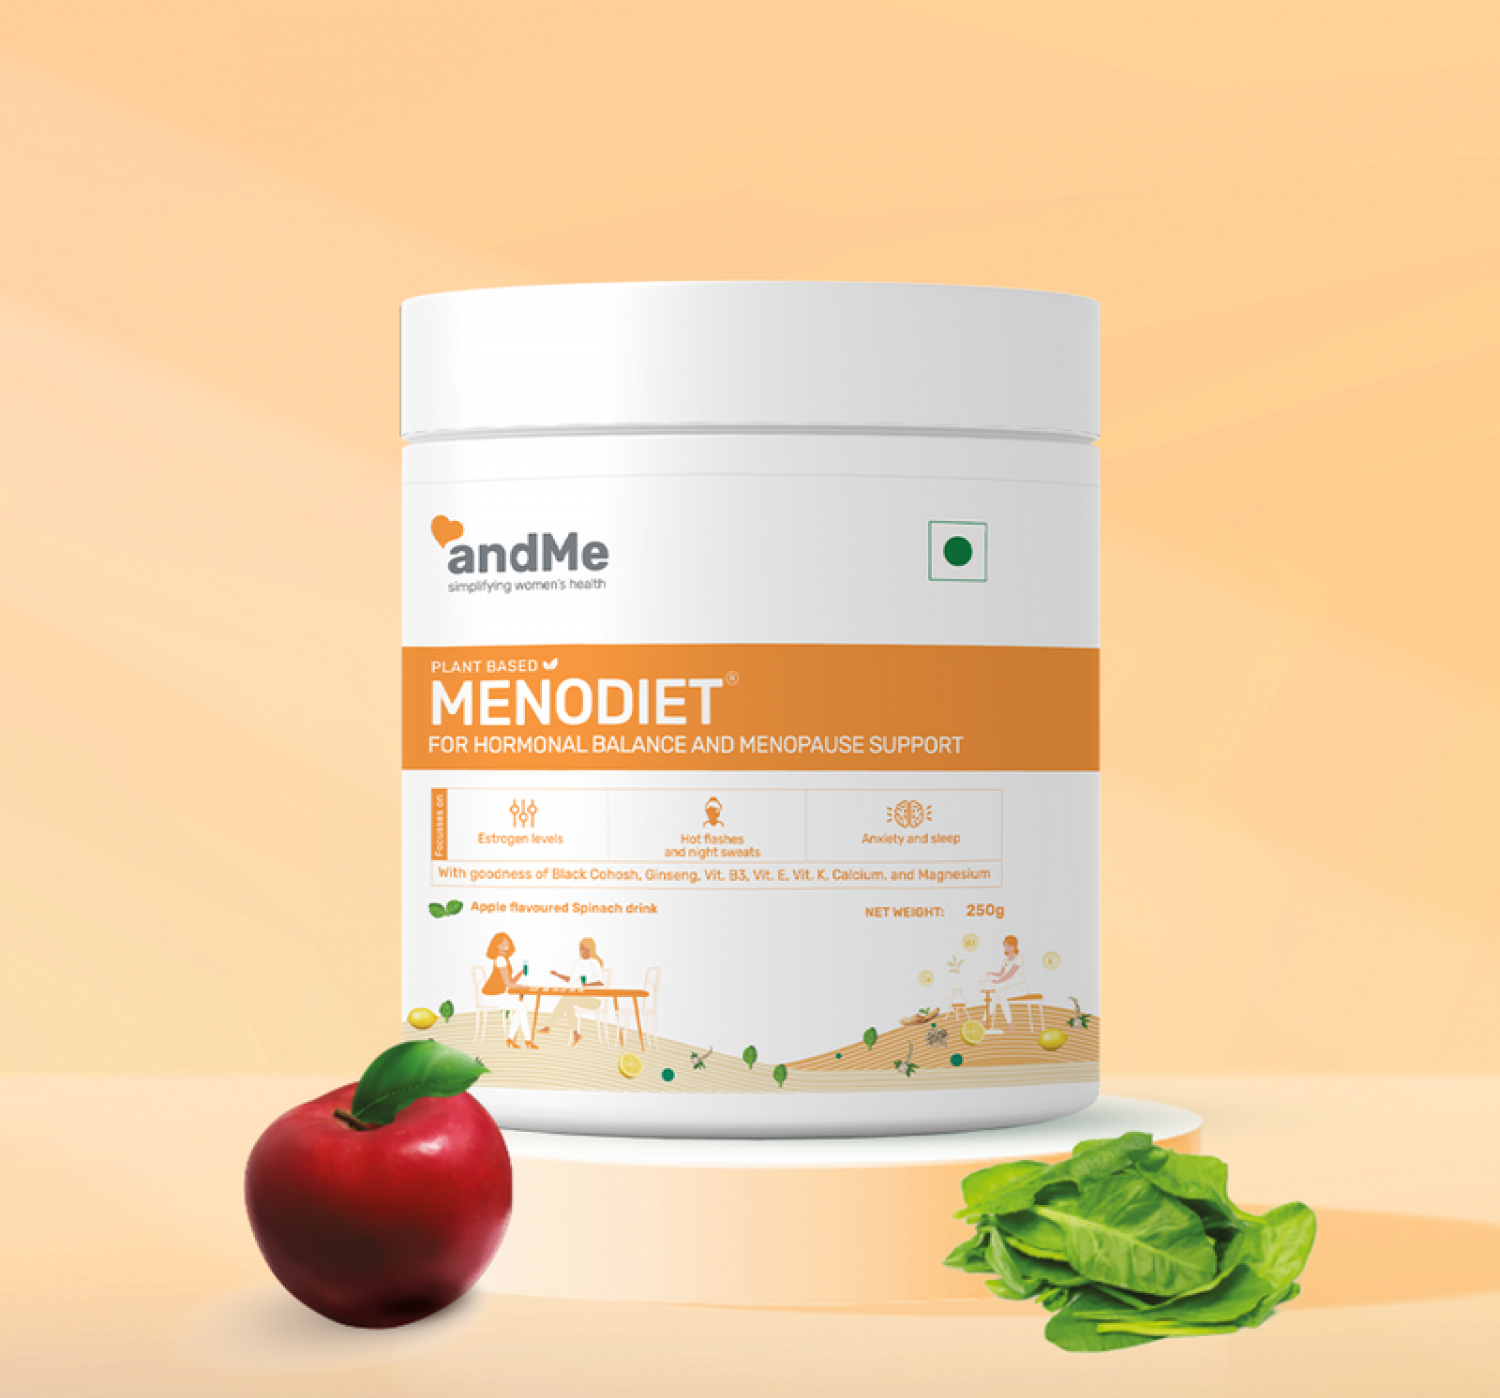 andMe
simplifying women's health
PLANT BASED
MENODIET®
FOR HORMONAL BALANCE AND MENOPAUSE SUPPORT
Focusses on
Estrogen levels
Hot flashes
and night sweats
Anxiety and sleep
With goodness of Black Cohosh, Ginseng, Vit. B3, Vit. E, Vit. K, Calcium, and Magnesium
Apple flavoured Spinach drink
NET WEIGHT: 250g